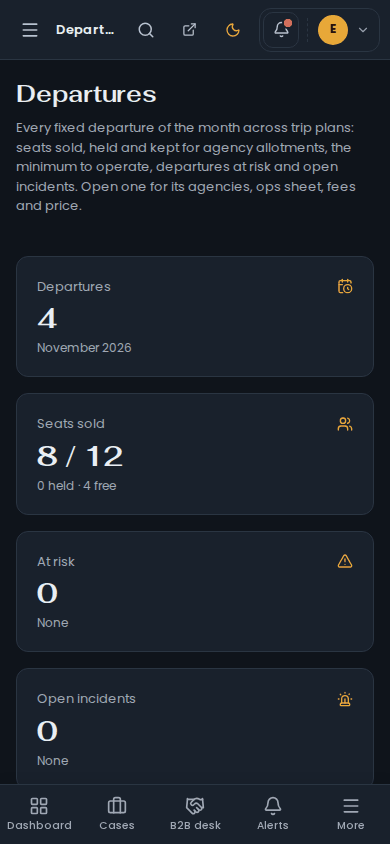 Depart...
E
Departures
Every fixed departure of the month across trip plans:
seats sold, held and kept for agency allotments, the
minimum to operate, departures at risk and open
incidents. Open one for its agencies, ops sheet, fees
and price.
Departures
4
November 2026
Seats sold
8 / 12
0 held · 4 free
At risk
0
None
Open incidents
0
None
Dashboard
Cases
B2B desk
Alerts
More